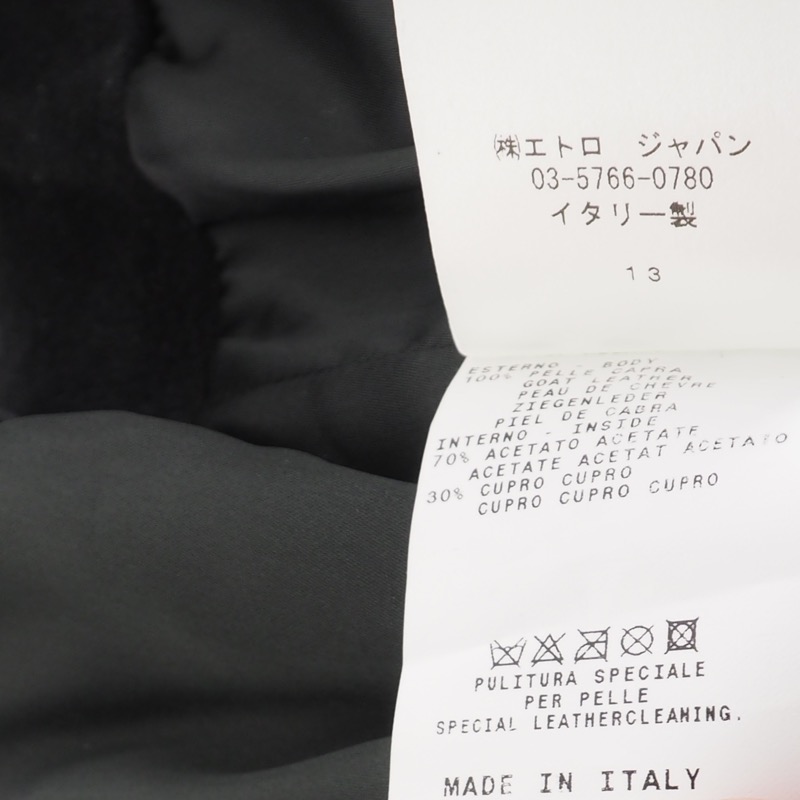 ㈱エトロ　ジャパン
03-5766-0780
イタリー製
13
ESTERNO - BODY
100% PELLE CAPRA
GOAT LEATHER
PEAU DE CHEVRE
ZIEGENLEDER
PIEL DE CABRA
INTERNO - INSIDE
70% ACETATO ACETATE
ACETATE ACETAT ACETATO
30% CUPRO CUPRO
CUPRO CUPRO CUPRO
PULITURA SPECIALE
PER PELLE
SPECIAL LEATHERCLEANING.
MADE IN ITALY